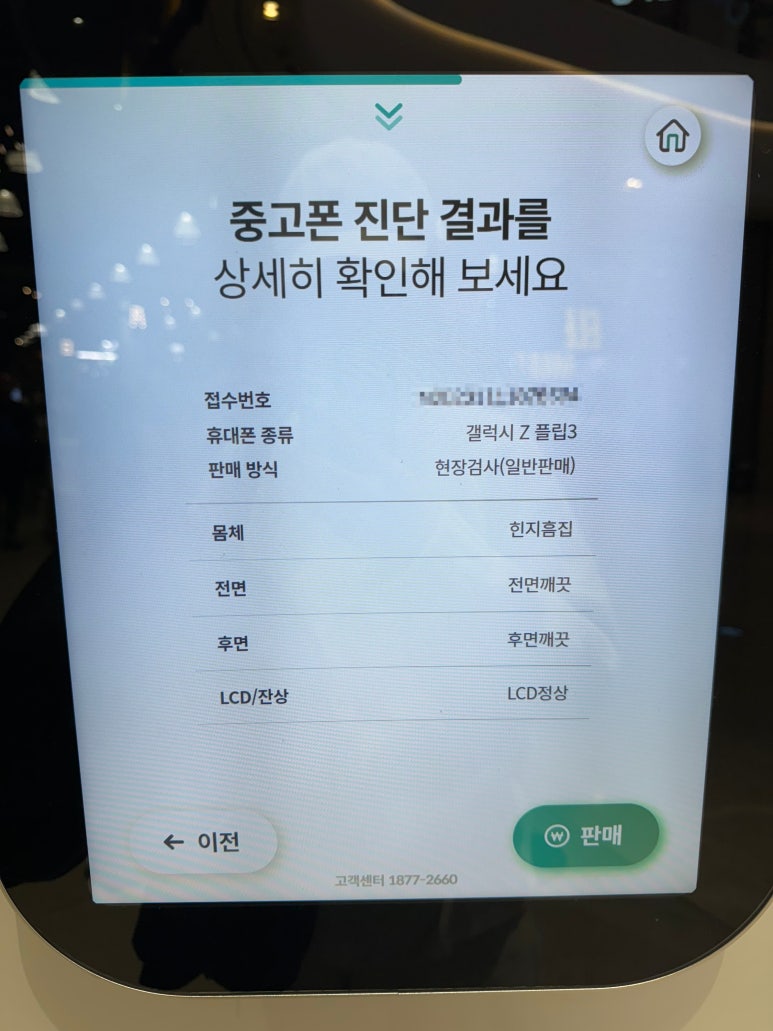 중고폰 진단 결과를
상세히 확인해 보세요
접수번호
휴대폰 종류 갤럭시 Z 플립3
판매 방식 현장검사(일반판매)
몸체 힌지흠집
전면 전면깨끗
후면 후면깨끗
LCD/잔상 LCD정상
← 이전
₩ 판매
고객센터 1877-2660